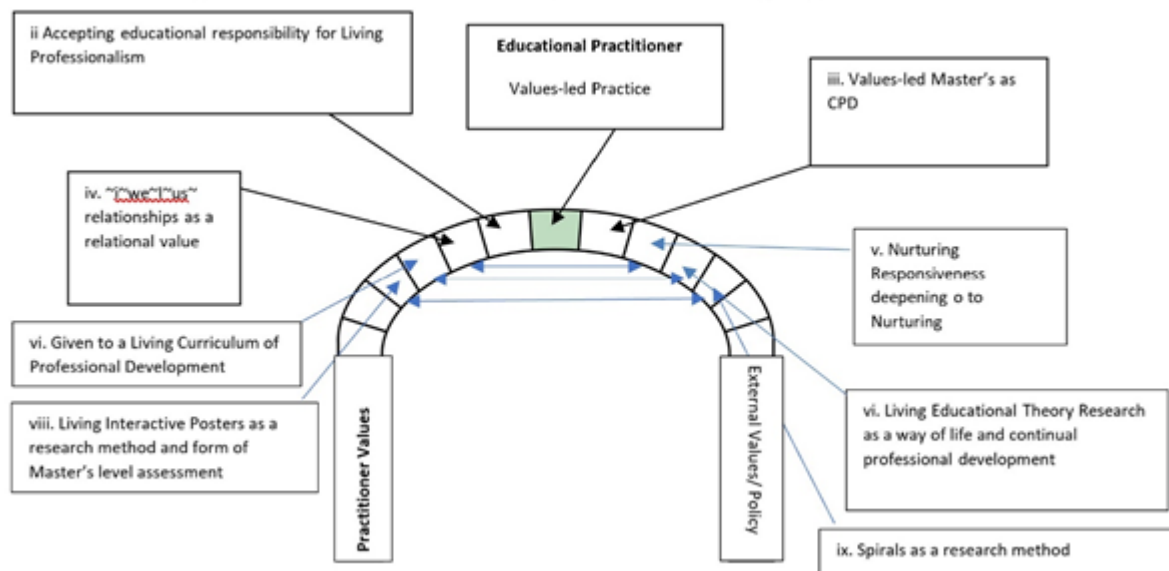 ii Accepting educational responsibility for Living
Professionalism
Educational Practitioner
Values-led Practice
iii. Values-led Master's as
CPD
iv. ~i~we~I~us~
relationships as a
relational value
v. Nurturing
Responsiveness
deepening o to
Nurturing
vi. Given to a Living Curriculum of
Professional Development
viii. Living Interactive Posters as a
research method and form of
Master's level assessment
Practitioner Values
External Values/ Policy
vi. Living Educational Theory Research
as a way of life and continual
professional development
ix. Spirals as a research method